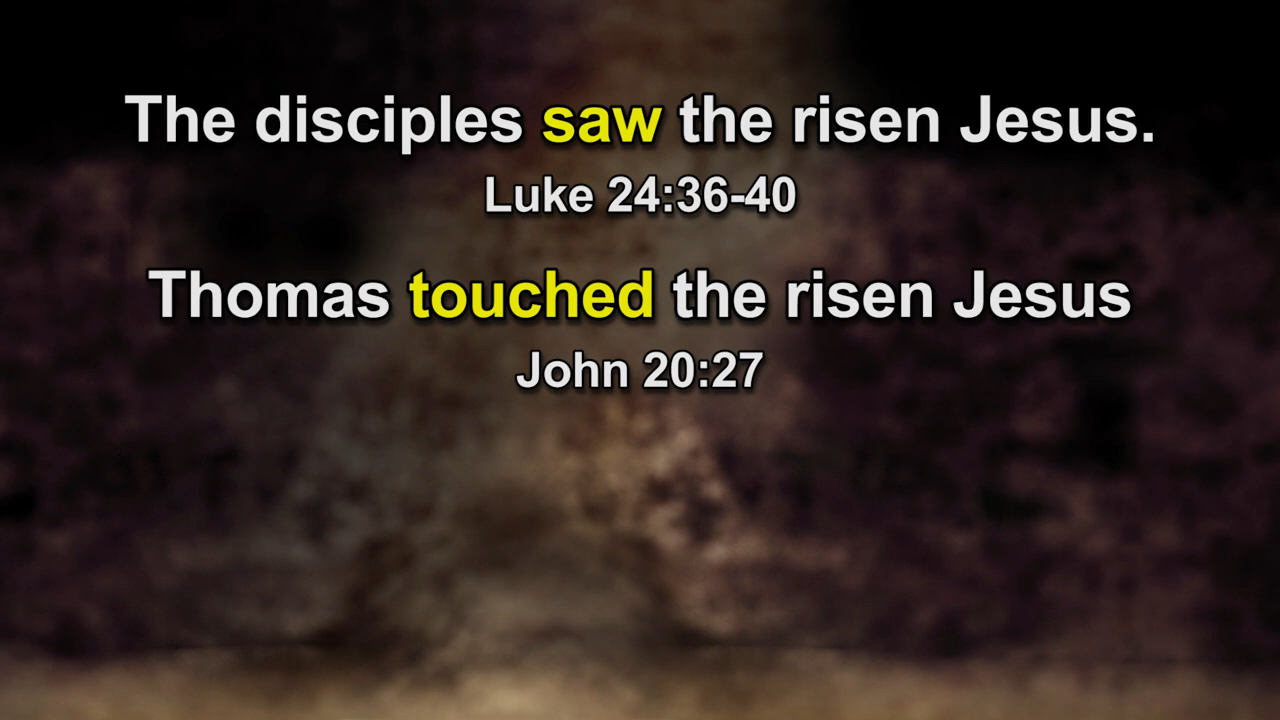 The disciples saw the risen Jesus.
Luke 24:36-40
Thomas touched the risen Jesus
John 20:27